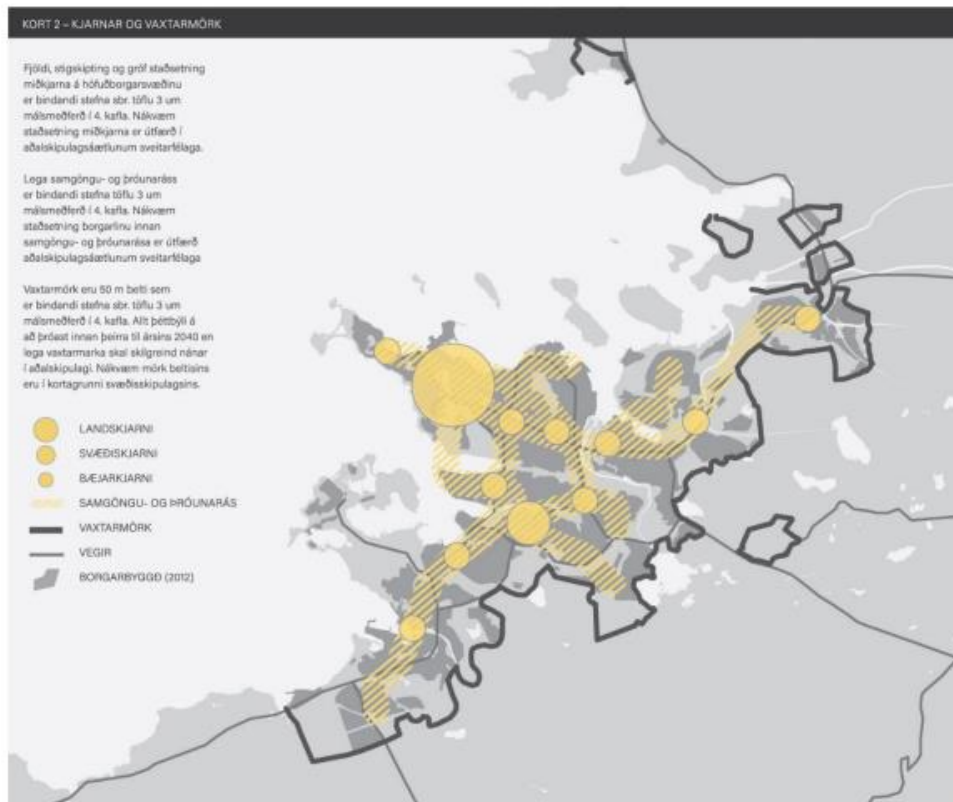 KORT 2 – KJARNAR OG VAXTARMÖRK
Fjöldi, stigskipting og gróf staðsetning
miðkjarna á höfuðborgarsvæðinu
er bindandi stefna sbr. töflu 3 um
málsmeðferð í 4. kafla. Nákvæm
staðsetning miðkjarna er útfærð í
aðalskipulagsáætlunum sveitarfélaga.
Lega samgöngu- og þróunaráss
er bindandi stefna töflu 3 um
málsmeðferð í 4. kafla. Nákvæm
staðsetning borgarlínu innan
samgöngu- og þróunarása er útfærð
aðalskipulagsáætlunum sveitarfélaga
Vaxtarmörk eru 50 m belti sem
er bindandi stefna sbr. töflu 3 um
málsmeðferð í 4. kafla. Allt þéttbýli á
að þróast innan þeirra til ársins 2040 en
lega vaxtarmarka skal skilgreind nánar
í aðalskipulagi. Nákvæm mörk beltisins
eru í kortagrunni svæðisskipulagsins.
LANDSKJARNI
SVÆÐISKJARNI
BÆJARKJARNI
SAMGÖNGU- OG ÞRÓUNARÁS
VAXTARMÖRK
VEGIR
BORGARBYGGÐ (2012)